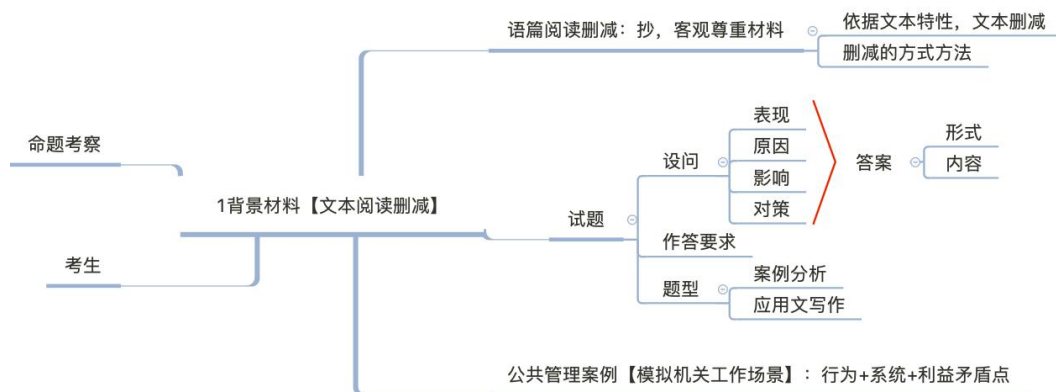 命题考察
考生
1背景材料【文本阅读删减】
语篇阅读删减：抄，客观尊重材料
依据文本特性，文本删减
删减的方式方法
试题
设问
表现
原因
影响
对策
答案
形式
内容
作答要求
题型
案例分析
应用文写作
公共管理案例【模拟机关工作场景】：行为+系统+利益矛盾点